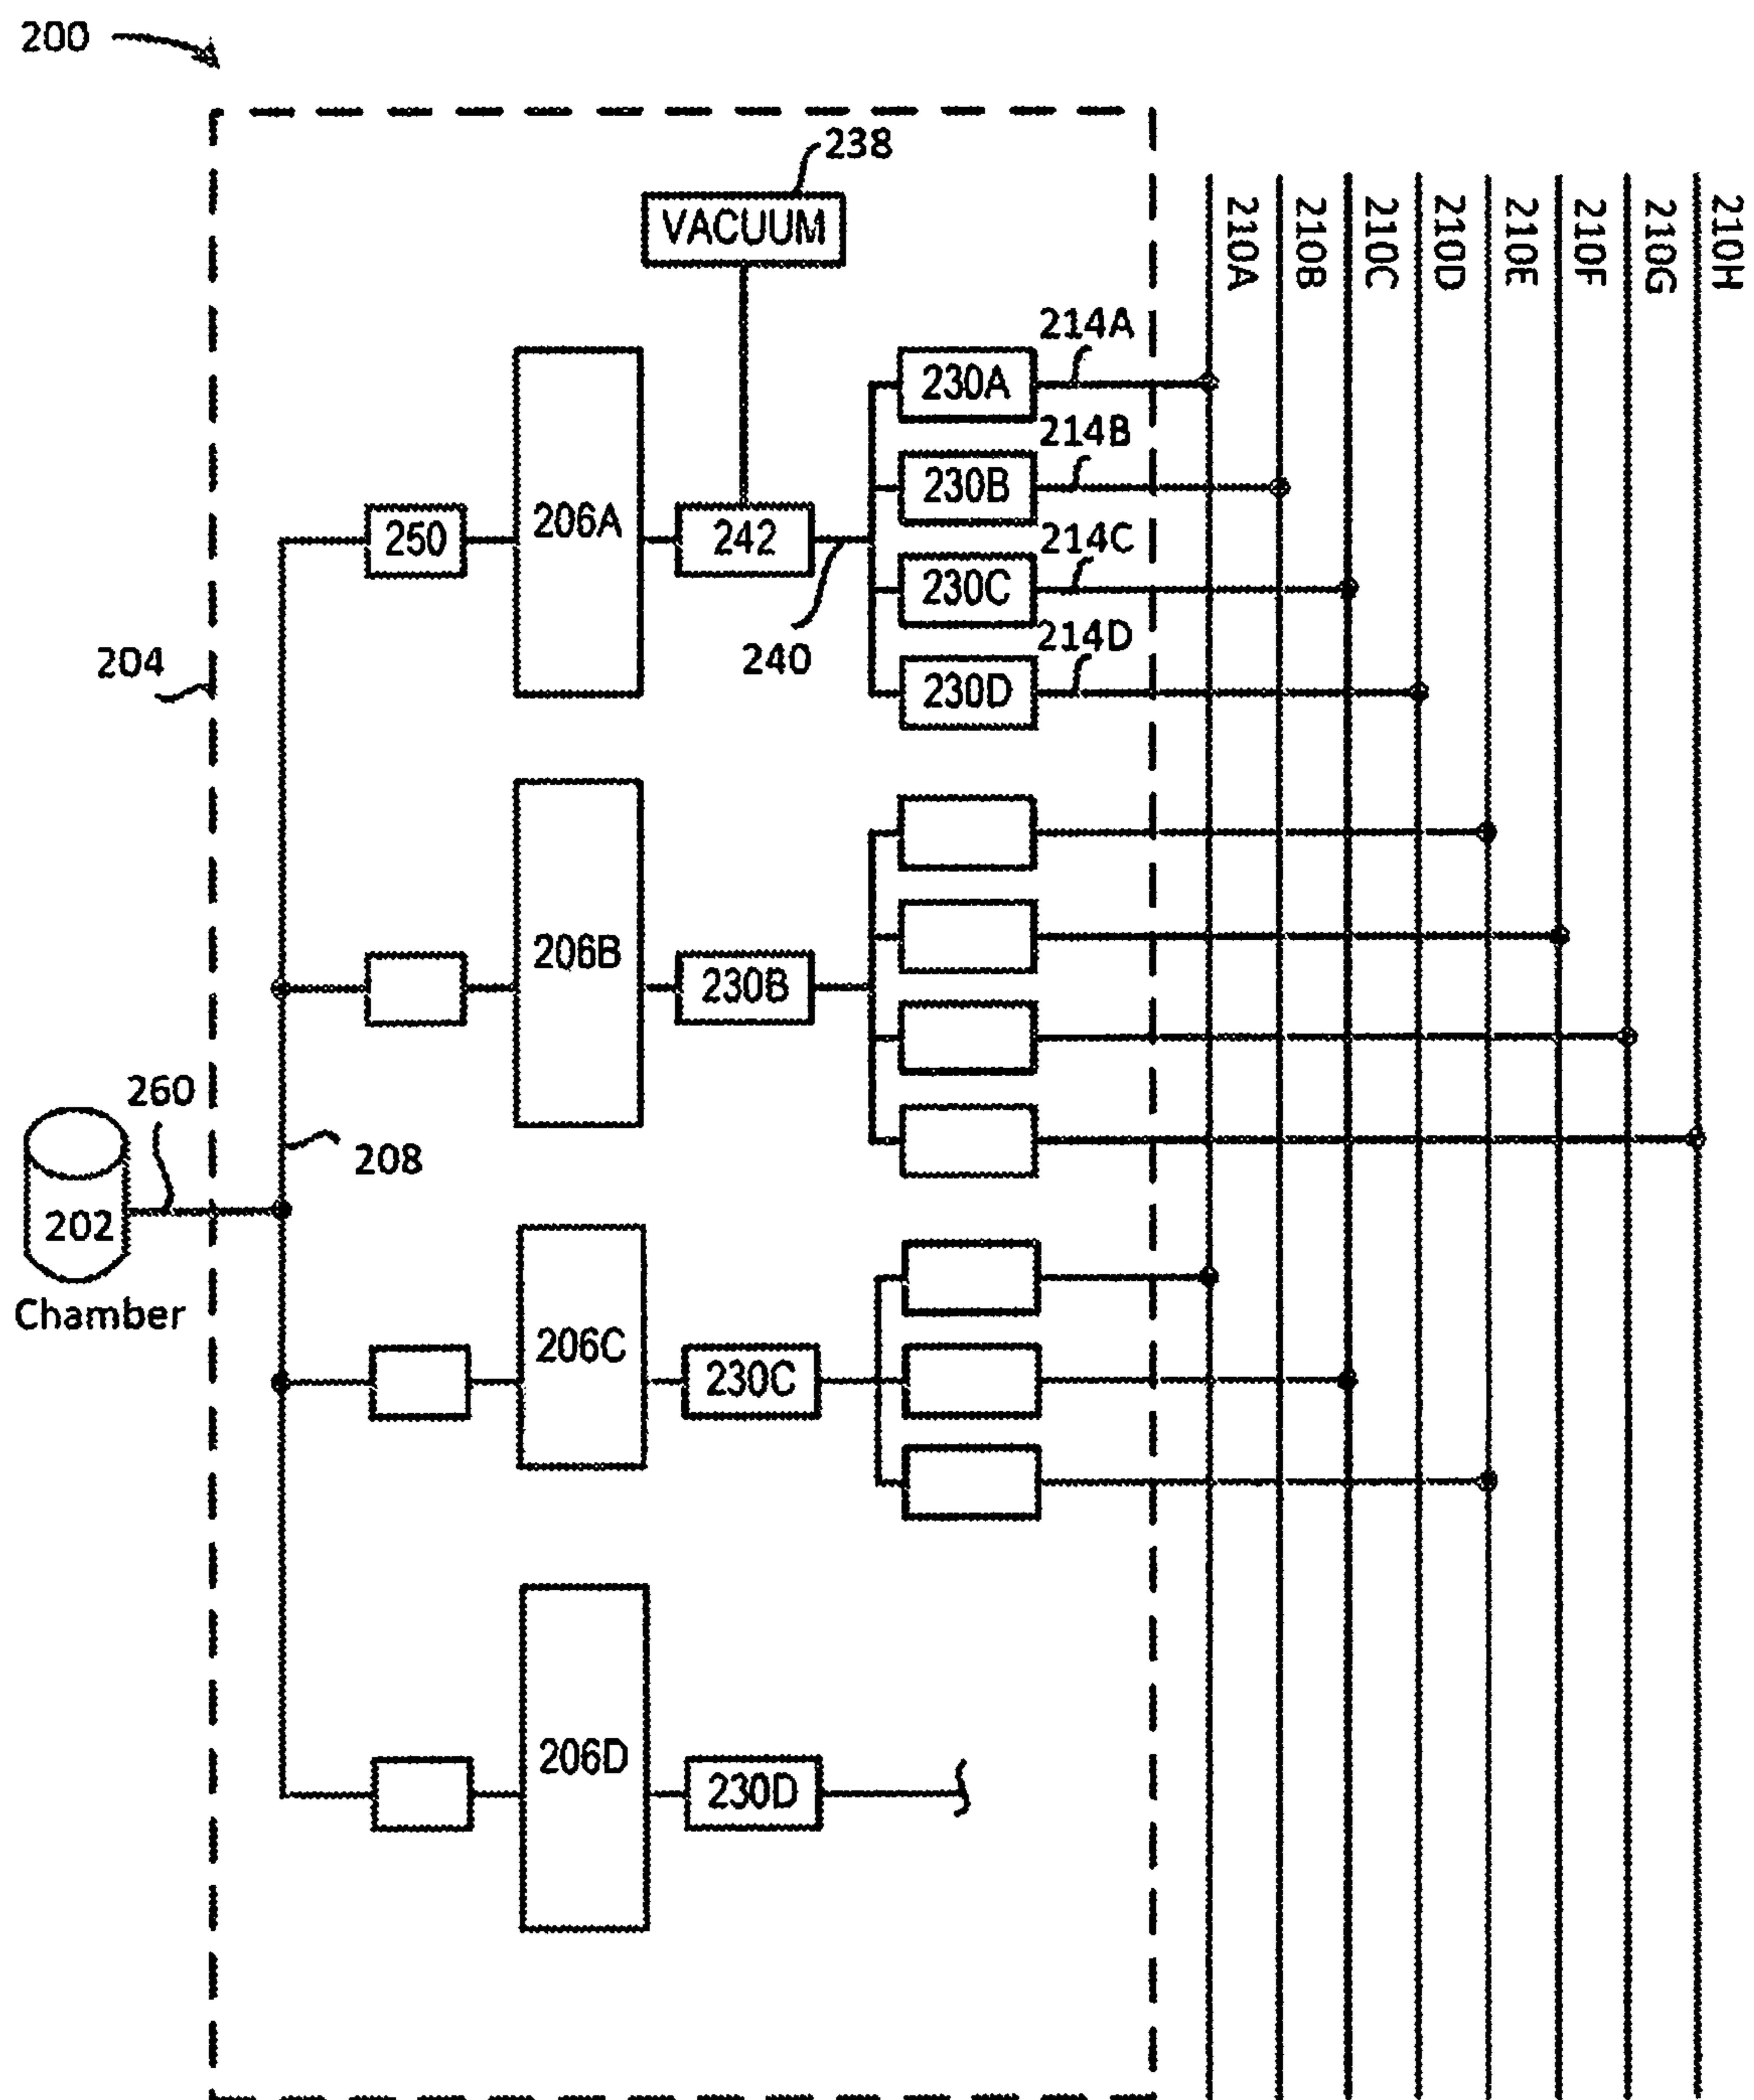 200
238
VACUUM
210A
210B
210C
210D
210E
210F
210G
210H
214A
230A
214B
230B
206A
250
242
214C
230C
240
214D
230D
204
206B
230B
260
208
202
Chamber
206C
230C
206D
230D